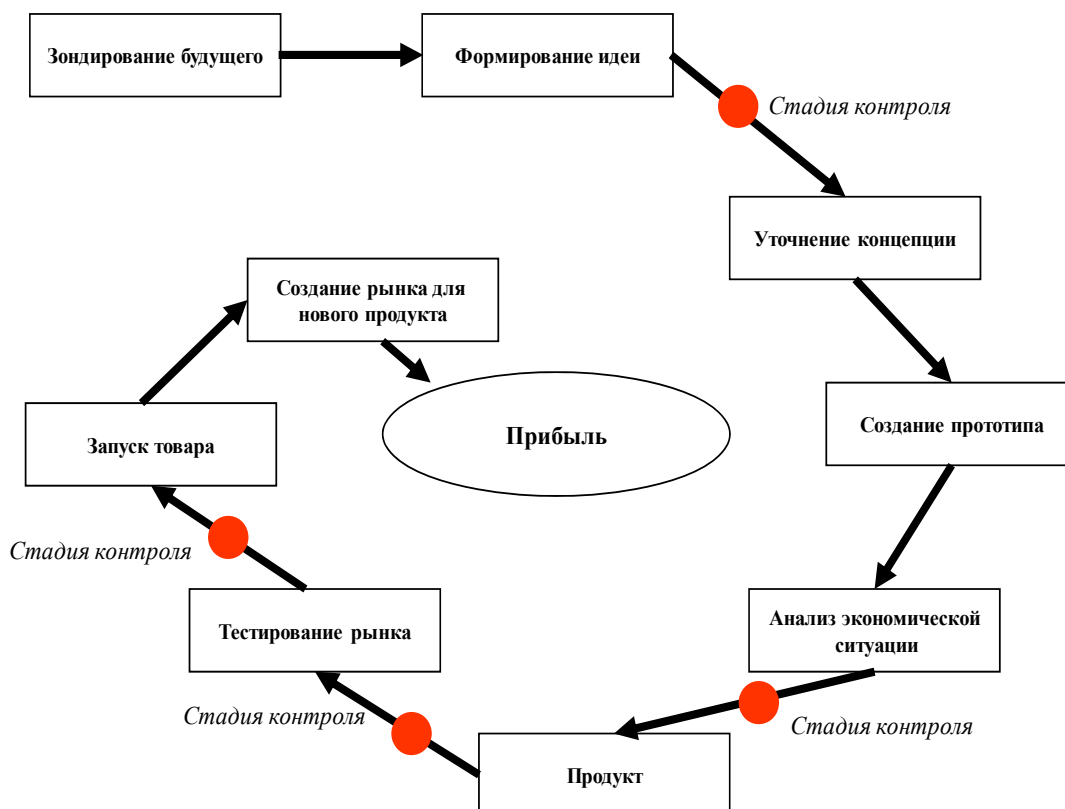 Зондирование будущего
Формирование идеи
Стадия контроля
Уточнение концепции
Создание рынка для
нового продукта
Создание прототипа
Прибыль
Запуск товара
Стадия контроля
Тестирование рынка
Анализ экономической
ситуации
Стадия контроля
Стадия контроля
Продукт